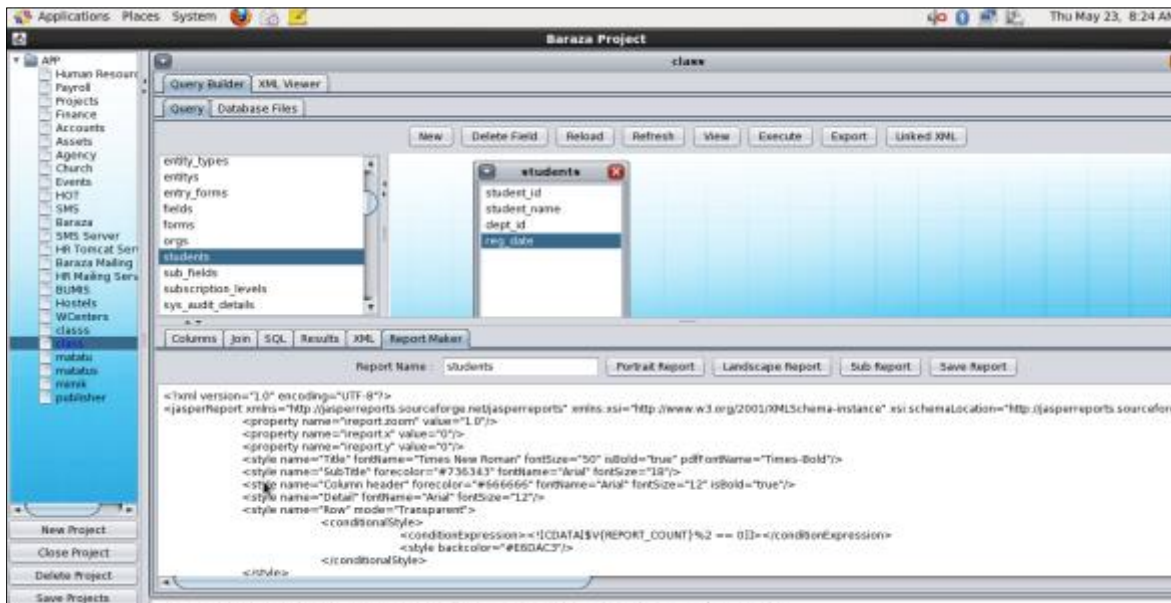 Applications Places System
Thu May 23, 8:24 AM
Baraza Project
APP
Human Resourc
Payroll
Projects
Finance
Accounts
Assets
Agency
Church
Events
HOT
SMS
Baraza
SMS Server
HR Tomcat Serv
Baraza Mailing
HR Mailing Serv
BUMIS
Hostels
WCenters
classs
class
matatu
matatus
publisher
New Project
Close Project
Delete Project
Save Projects
class
Query Builder XML Viewer
Query Database Files
New Delete Field Reload Refresh View Execute Export Linked XML
entity_types
entitys
entry_forms
fields
forms
orgs
students
sub_fields
subscription_levels
sys_audit_details
students
student_id
student_name
dept_id
reg_date
Columns Join SQL Results XML Report Maker
Report Name : students Portrait Report Landscape Report Sub Report Save Report
<?xml version="1.0" encoding="UTF-8"?>
<jasperReport xmlns="http://jasperreports.sourceforge.net/jasperreports" xmlns:xsi="http://www.w3.org/2001/XMLSchema-instance" xsi:schemaLocation="http://jasperreports.sourcefor
<property name="ireport.zoom" value="1.0"/>
<property name="ireport.x" value="0"/>
<property name="ireport.y" value="0"/>
<style name="Title" fontName="Times New Roman" fontSize="50" isBold="true" pdfFontName="Times-Bold"/>
<style name="SubTitle" forecolor="#736343" fontName="Arial" fontSize="18"/>
<style name="Column header" forecolor="#666666" fontName="Arial" fontSize="12" isBold="true"/>
<style name="Detail" fontName="Arial" fontSize="12"/>
<style name="Row" mode="Transparent">
<conditionalStyle>
<conditionExpression><![CDATA[$V{REPORT_COUNT}%2 == 0]]></conditionExpression>
<style backcolor="#E6DAC3"/>
</conditionalStyle>
</style>